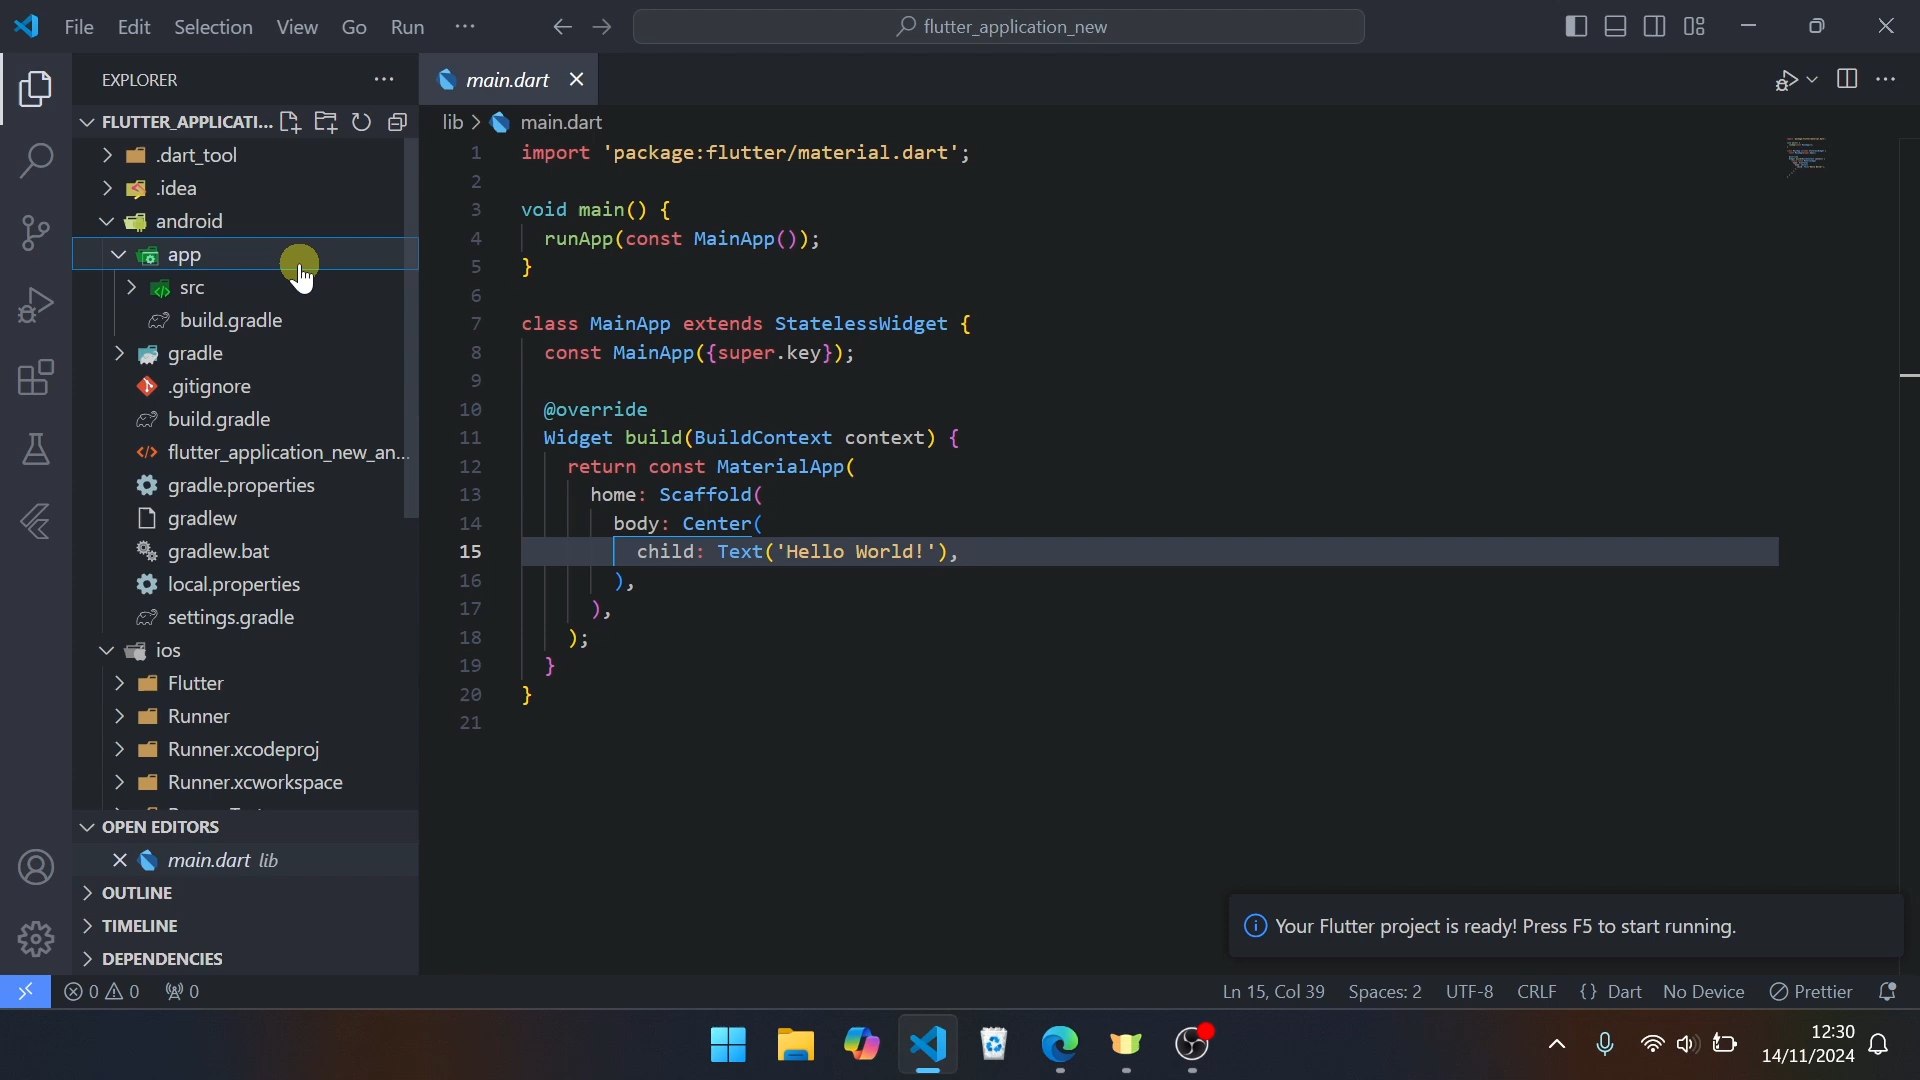 File Edit Selection View Go Run ··· flutter_application_new
EXPLORER ··· main.dart
FLUTTER_APPLICATI... lib > main.dart
.dart_tool
.idea
android
app
src
build.gradle
gradle
.gitignore
build.gradle
flutter_application_new_an...
gradle.properties
gradlew
gradlew.bat
local.properties
settings.gradle
ios
Flutter
Runner
Runner.xcodeproj
Runner.xcworkspace
OPEN EDITORS
main.dart lib
OUTLINE
TIMELINE
DEPENDENCIES
1 import 'package:flutter/material.dart';
2
3 void main() {
4 runApp(const MainApp());
5 }
6
7 class MainApp extends StatelessWidget {
8 const MainApp({super.key});
9
10 @override
11 Widget build(BuildContext context) {
12 return const MaterialApp(
13 home: Scaffold(
14 body: Center(
15 child: Text('Hello World!'),
16 ),
17 ),
18 );
19 }
20 }
21
Your Flutter project is ready! Press F5 to start running.
0 0 0 Ln 15, Col 39 Spaces: 2 UTF-8 CRLF {} Dart No Device Prettier
12:30
14/11/2024